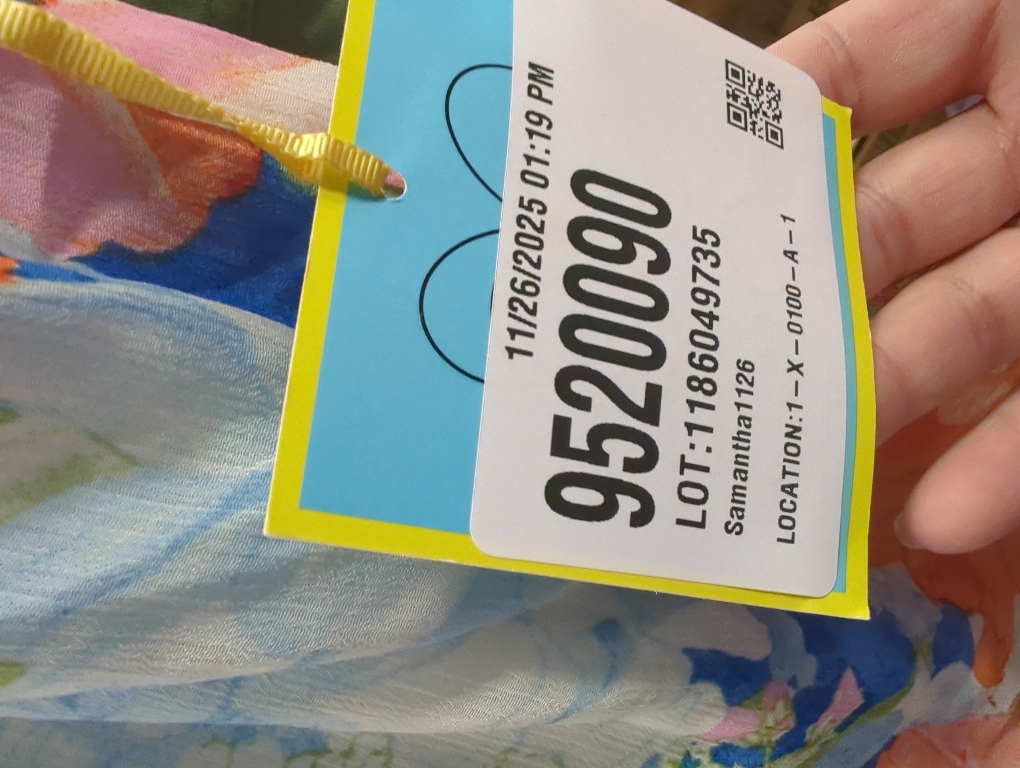 11/26/2025 01:19 PM
9520090
LOT:1186049735
Samantha1126
LOCATION:1-X-0100-A-1